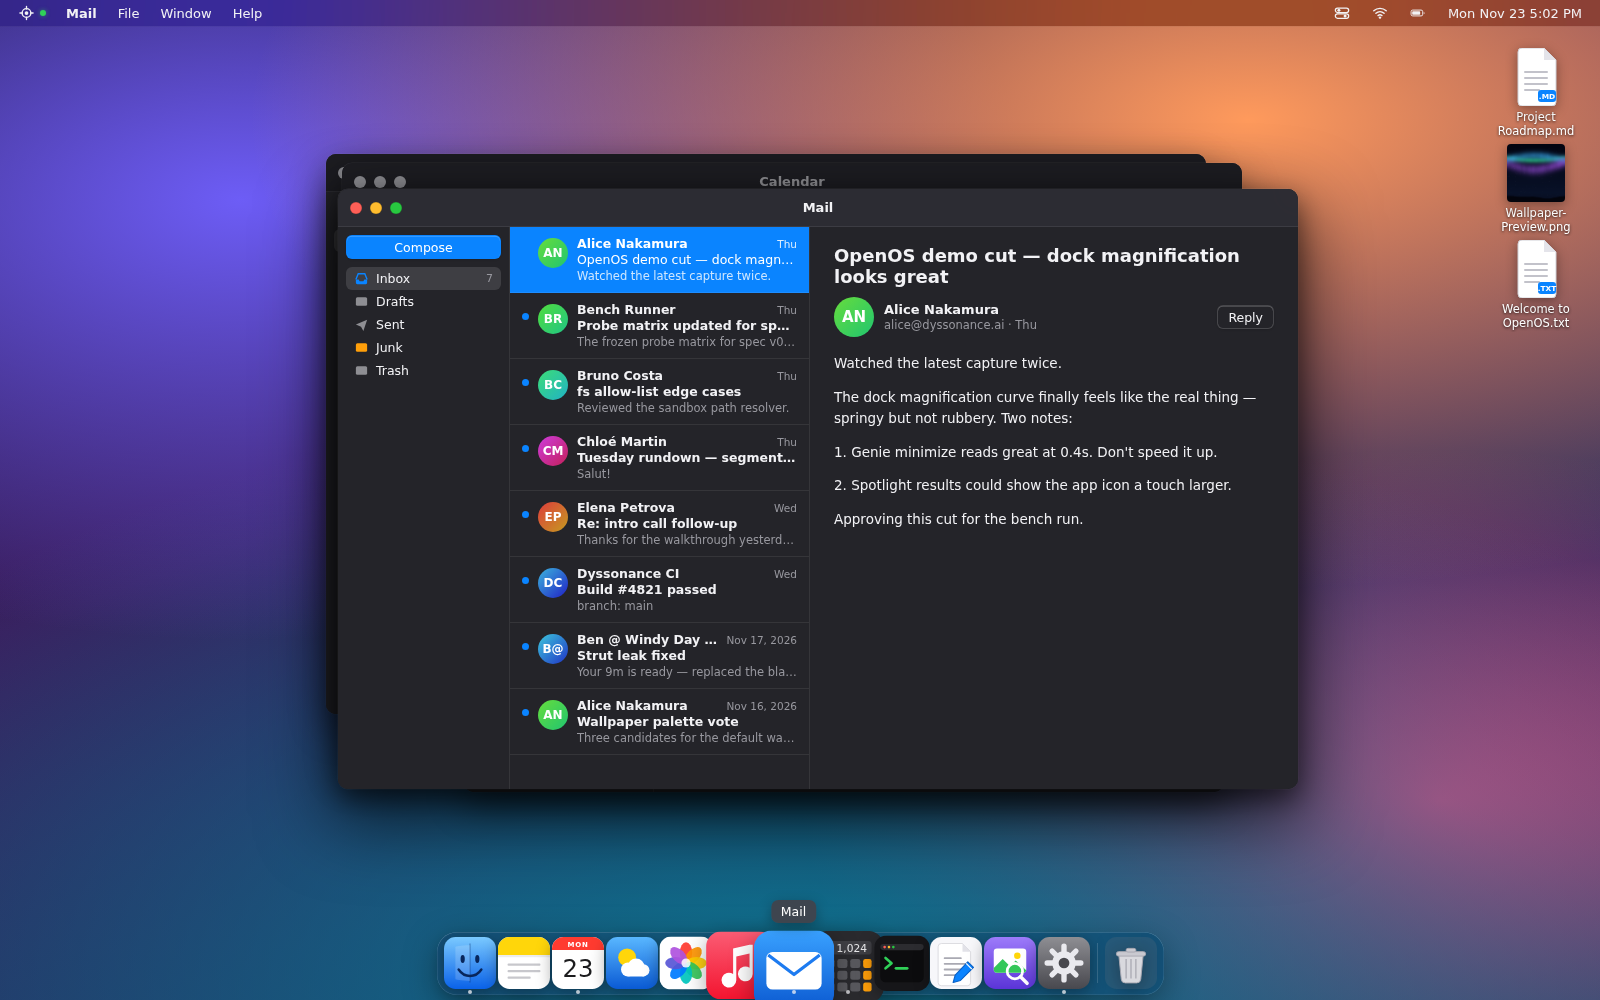 Mail File Window Help
Mon Nov 23 5:02 PM
.MD
Project
Roadmap.md
Wallpaper-
Preview.png
.TXT
Welcome to
OpenOS.txt
Calendar
Mail
Compose
Inbox 7
Drafts
Sent
Junk
Trash
AN Alice Nakamura Thu
OpenOS demo cut — dock magn…
Watched the latest capture twice.
BR Bench Runner Thu
Probe matrix updated for sp…
The frozen probe matrix for spec v0…
BC Bruno Costa Thu
fs allow-list edge cases
Reviewed the sandbox path resolver.
CM Chloé Martin Thu
Tuesday rundown — segment…
Salut!
EP Elena Petrova Wed
Re: intro call follow-up
Thanks for the walkthrough yesterd…
DC Dyssonance CI Wed
Build #4821 passed
branch: main
B@ Ben @ Windy Day … Nov 17, 2026
Strut leak fixed
Your 9m is ready — replaced the bla…
AN Alice Nakamura Nov 16, 2026
Wallpaper palette vote
Three candidates for the default wa…
OpenOS demo cut — dock magnification
looks great
AN Alice Nakamura
alice@dyssonance.ai · Thu
Reply
Watched the latest capture twice.
The dock magnification curve finally feels like the real thing —
springy but not rubbery. Two notes:
1. Genie minimize reads great at 0.4s. Don't speed it up.
2. Spotlight results could show the app icon a touch larger.
Approving this cut for the bench run.
Mail
MON
23
1,024